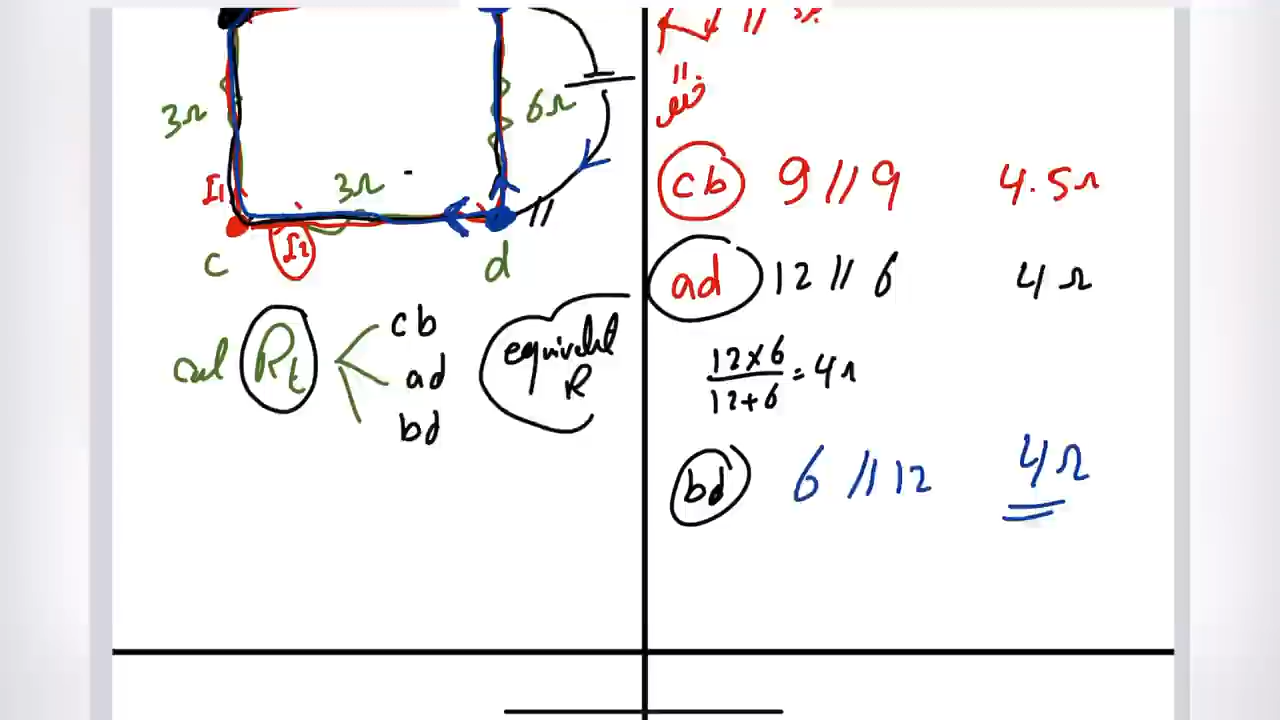 3Ω
6Ω
I1
3Ω
I2
c
d
cal Rt
cb
ad
bd
equivalent
R
//
//
cb 9 // 9 4.5Ω
ad 12 // 6 4Ω
12×6
12+6
= 4Ω
bd 6 // 12 4Ω